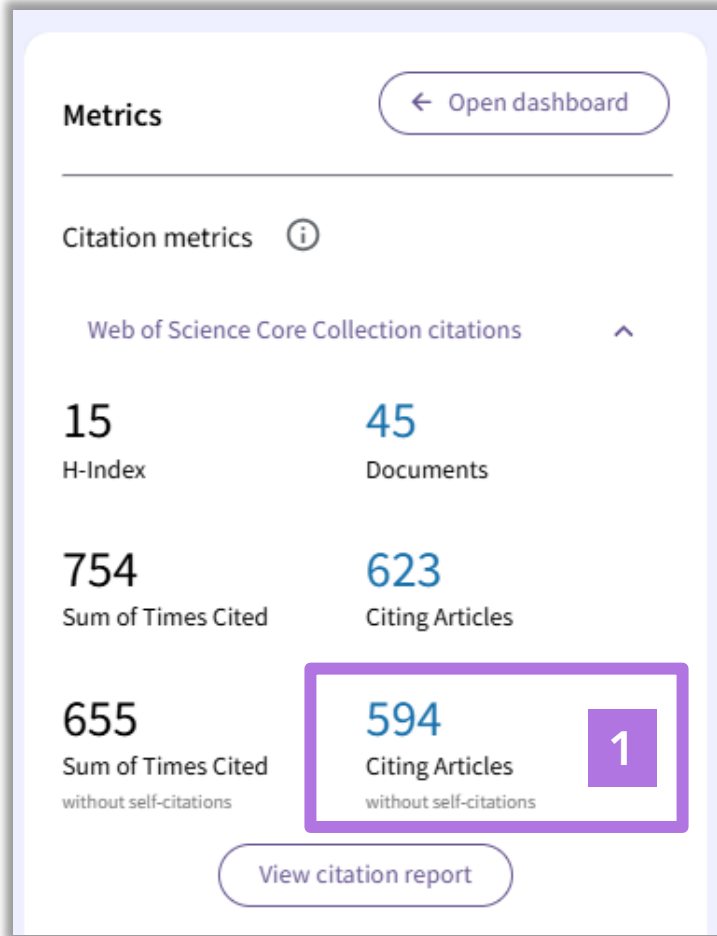 Metrics
← Open dashboard
Citation metrics
Web of Science Core Collection citations
15 45
H-Index Documents
754 623
Sum of Times Cited Citing Articles
655 594 1
Sum of Times Cited Citing Articles
without self-citations without self-citations
View citation report